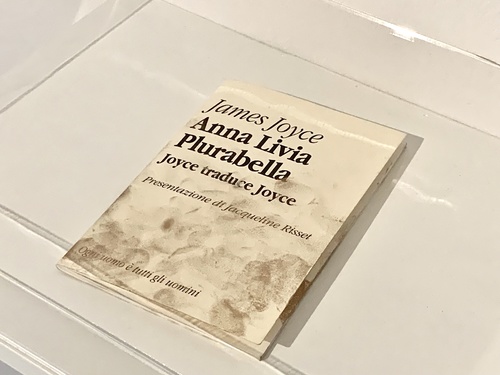 James Joyce
Anna Livia
Plurabella
Joyce traduce Joyce
Presentazione di Jacqueline Risset
Ogni uomo è tutti gli uomini